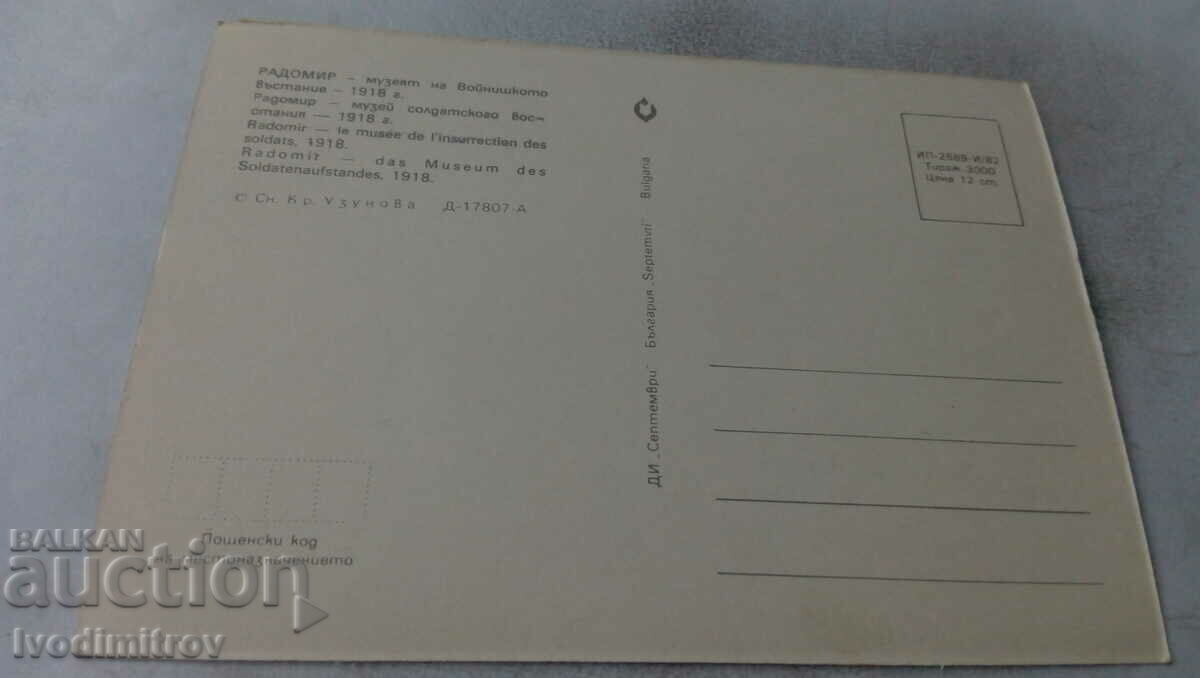 РАДОМИР – музеят на Войнишкото
въстание – 1918 г.
Радомир — музей солдатского вос-
стания — 1918 г.
Radomir — le musée de l'insurrection des
soldats, 1918.
Radomir — das Museum des
Soldatenaufstandes, 1918.
© Сн. Кр. Узунова Д-17807-А
ДИ „Септември" България „Septemvri" Bulgaria
ИП-2589-И/82
Тираж 3000
Цена 12 ст.
Пощенски код
на местоназначението
BALKAN
auction
Ivodimitrov